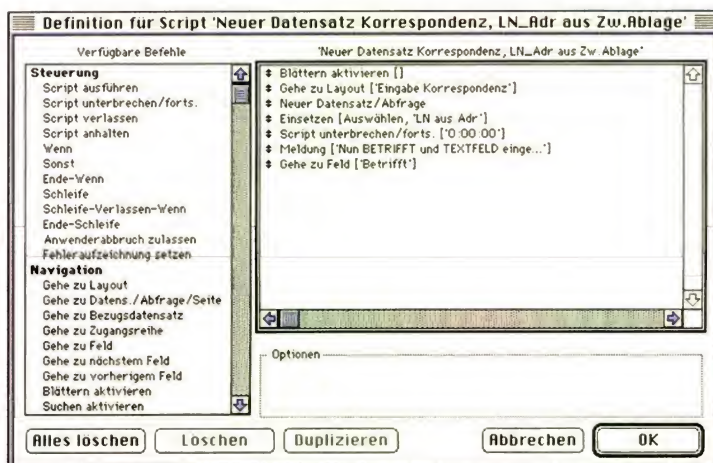 Definition für Script 'Neuer Datensatz Korrespondenz, LN_Adr aus Zw.Ablage'
Verfügbare Befehle
Steuerung
Script ausführen
Script unterbrechen/forts.
Script verlassen
Script anhalten
Wenn
Sonst
Ende-Wenn
Schleife
Schleife-Verlassen-Wenn
Ende-Schleife
Anwenderabbruch zulassen
Fehleraufzeichnung setzen
Navigation
Gehe zu Layout
Gehe zu Datens./Abfrage/Seite
Gehe zu Bezugsdatensatz
Gehe zu Zugangsreihe
Gehe zu Feld
Gehe zu nächstem Feld
Gehe zu vorherigem Feld
Blättern aktivieren
Suchen aktivieren
'Neuer Datensatz Korrespondenz, LN_Adr aus Zw.Ablage'
Blättern aktivieren []
Gehe zu Layout ['Eingabe Korrespondenz']
Neuer Datensatz/Abfrage
Einsetzen [Auswählen, 'LN aus Adr']
Script unterbrechen/forts. ['0:00:00']
Meldung ['Nun BETRIFFT und TEXTFELD einge...']
Gehe zu Feld ['Betrifft']
Optionen
Alles löschen
Löschen
Duplizieren
Abbrechen
OK